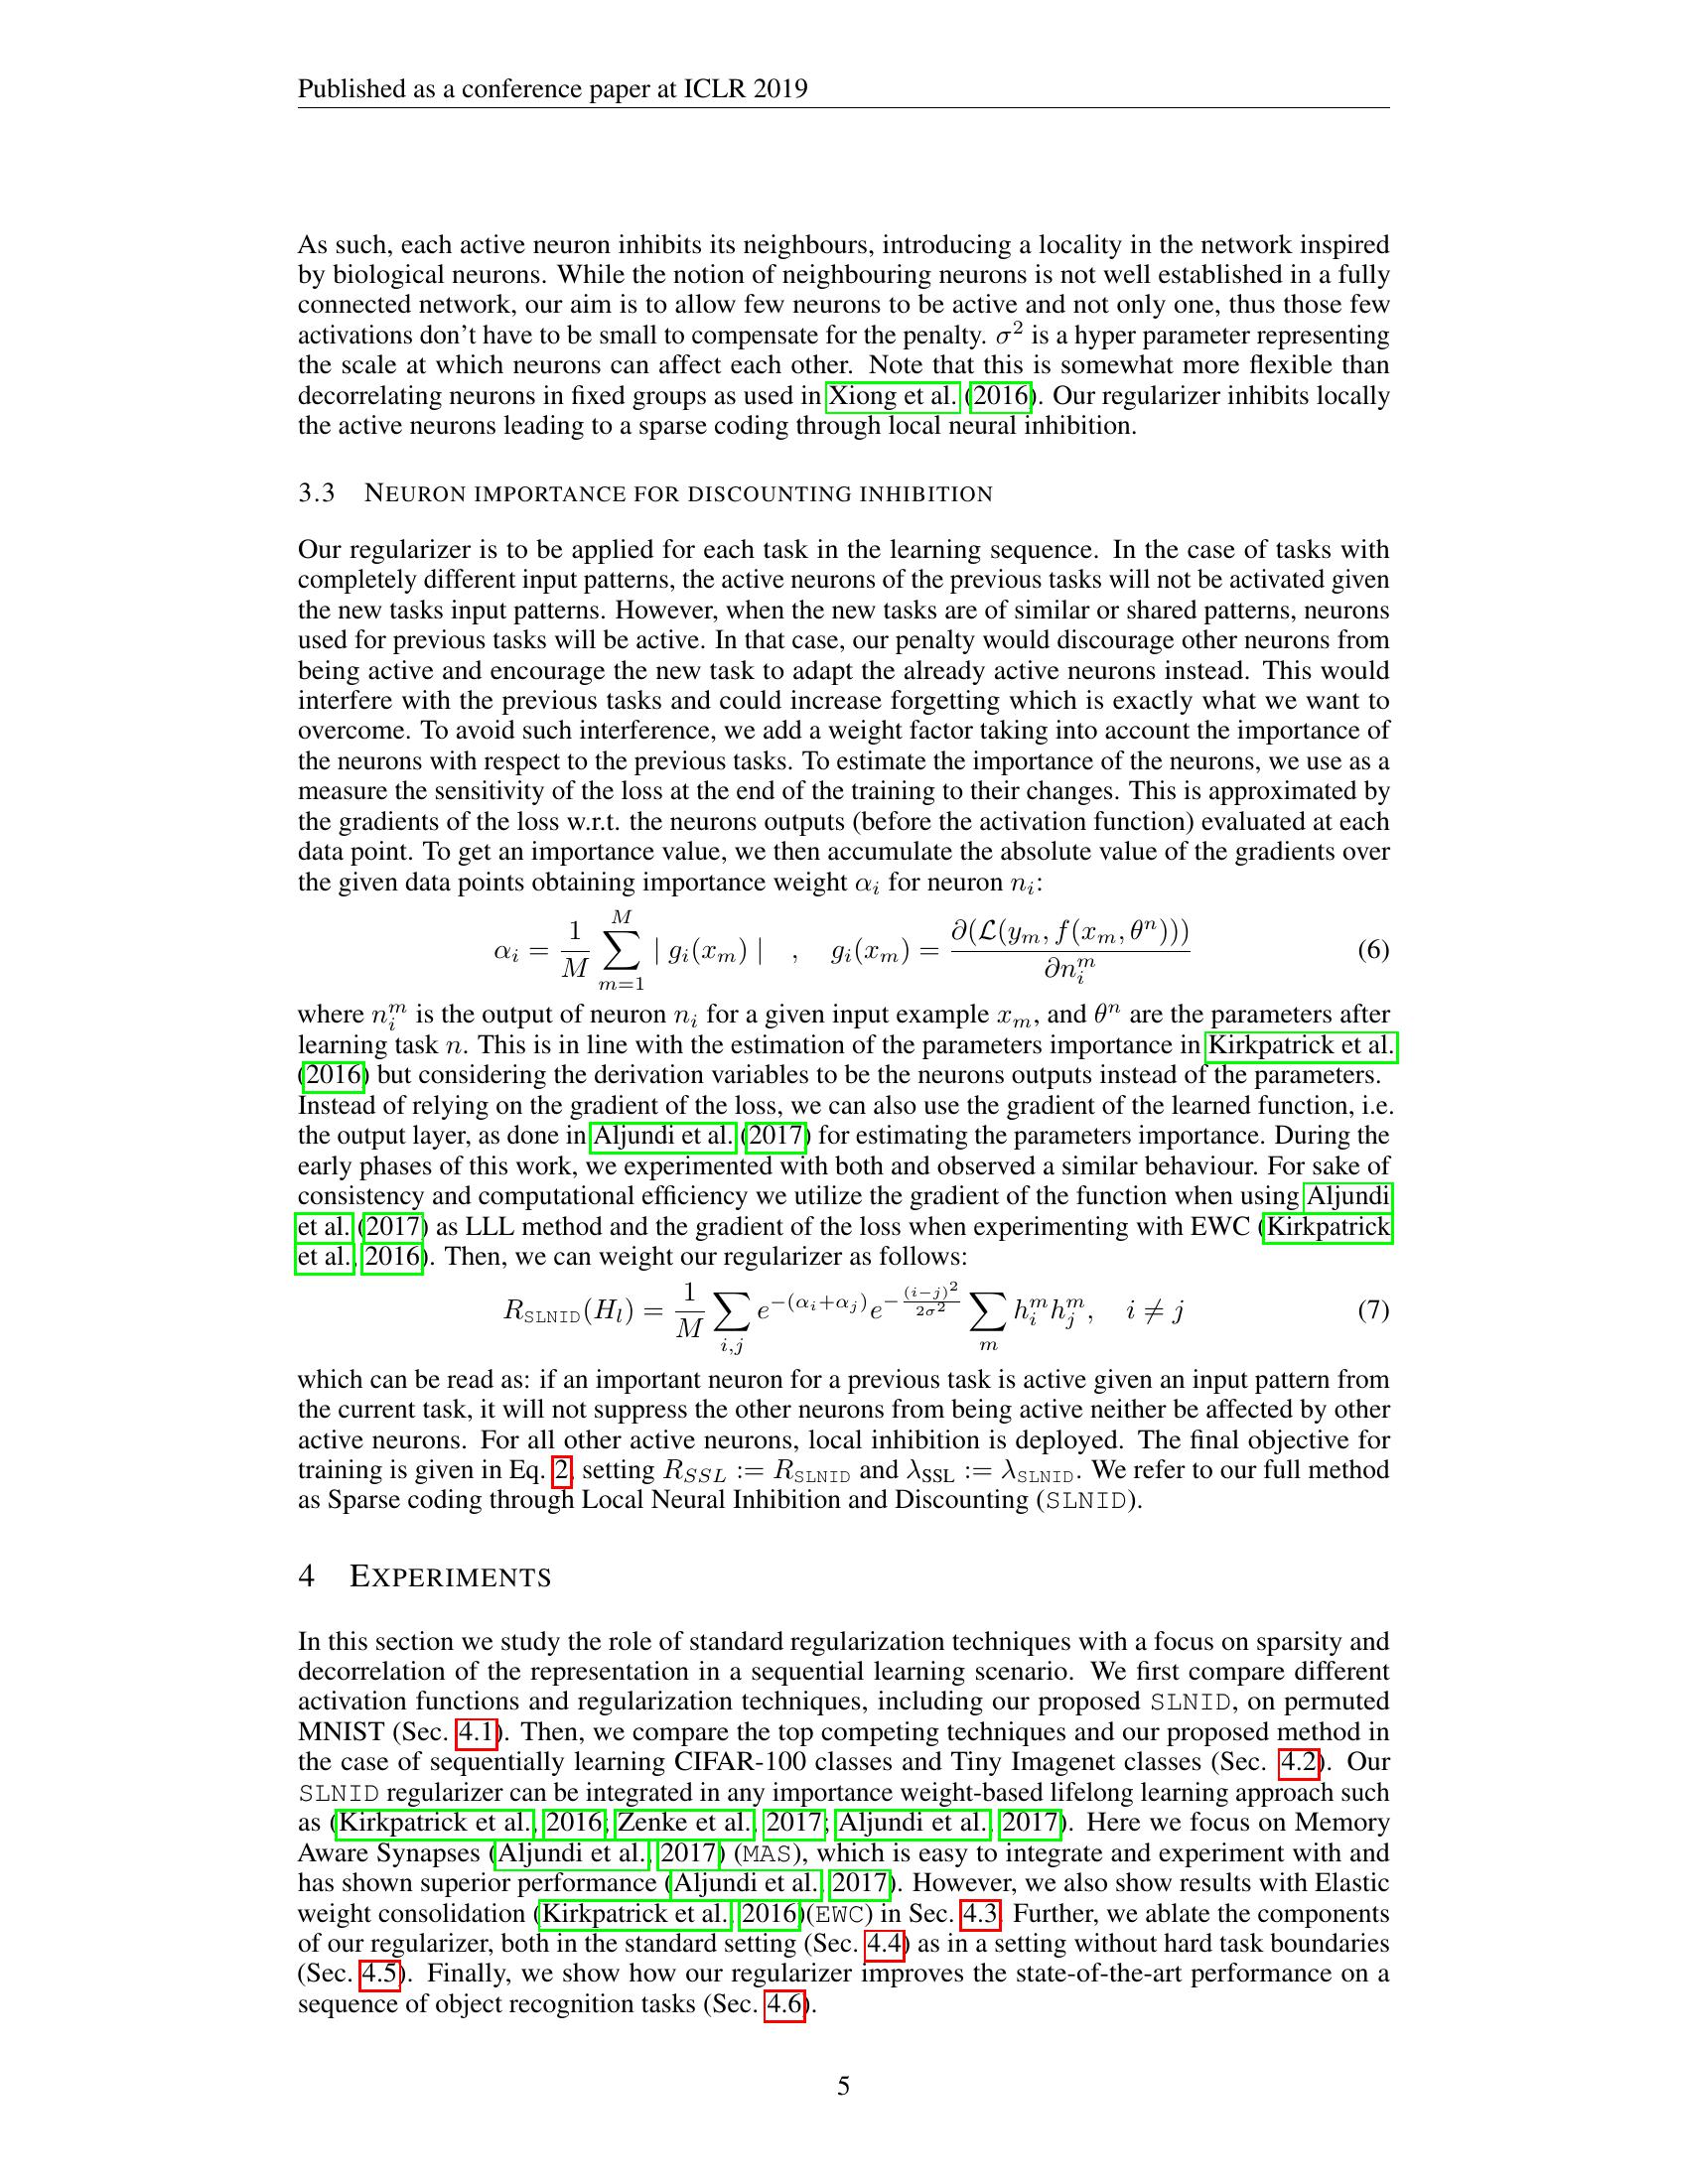 Published as a conference paper at ICLR 2019
As such, each active neuron inhibits its neighbours, introducing a locality in the network inspired
by biological neurons. While the notion of neighbouring neurons is not well established in a fully
connected network, our aim is to allow few neurons to be active and not only one, thus those few
activations don't have to be small to compensate for the penalty. σ² is a hyper parameter representing
the scale at which neurons can affect each other. Note that this is somewhat more flexible than
decorrelating neurons in fixed groups as used in Xiong et al. (2016). Our regularizer inhibits locally
the active neurons leading to a sparse coding through local neural inhibition.
3.3 NEURON IMPORTANCE FOR DISCOUNTING INHIBITION
Our regularizer is to be applied for each task in the learning sequence. In the case of tasks with
completely different input patterns, the active neurons of the previous tasks will not be activated given
the new tasks input patterns. However, when the new tasks are of similar or shared patterns, neurons
used for previous tasks will be active. In that case, our penalty would discourage other neurons from
being active and encourage the new task to adapt the already active neurons instead. This would
interfere with the previous tasks and could increase forgetting which is exactly what we want to
overcome. To avoid such interference, we add a weight factor taking into account the importance of
the neurons with respect to the previous tasks. To estimate the importance of the neurons, we use as a
measure the sensitivity of the loss at the end of the training to their changes. This is approximated by
the gradients of the loss w.r.t. the neurons outputs (before the activation function) evaluated at each
data point. To get an importance value, we then accumulate the absolute value of the gradients over
the given data points obtaining importance weight α_i for neuron n_i:
α_i = \frac{1}{M} \sum_{m=1}^{M} | g_i(x_m) | , g_i(x_m) = \frac{∂(\mathcal{L}(y_m, f(x_m, θ^n)))}{∂n_i^m} (6)
where n_i^m is the output of neuron n_i for a given input example x_m, and θ^n are the parameters after
learning task n. This is in line with the estimation of the parameters importance in Kirkpatrick et al.
(2016) but considering the derivation variables to be the neurons outputs instead of the parameters.
Instead of relying on the gradient of the loss, we can also use the gradient of the learned function, i.e.
the output layer, as done in Aljundi et al. (2017) for estimating the parameters importance. During the
early phases of this work, we experimented with both and observed a similar behaviour. For sake of
consistency and computational efficiency we utilize the gradient of the function when using Aljundi
et al. (2017) as LLL method and the gradient of the loss when experimenting with EWC (Kirkpatrick
et al., 2016). Then, we can weight our regularizer as follows:
R_{SLNID}(H_l) = \frac{1}{M} \sum_{i,j} e^{-(α_i+α_j)} e^{-\frac{(i-j)^2}{2σ^2}} \sum_m h_i^m h_j^m, i ≠ j (7)
which can be read as: if an important neuron for a previous task is active given an input pattern from
the current task, it will not suppress the other neurons from being active neither be affected by other
active neurons. For all other active neurons, local inhibition is deployed. The final objective for
training is given in Eq. 2, setting R_{SSL} := R_{SLNID} and λ_{SSL} := λ_{SLNID}. We refer to our full method
as Sparse coding through Local Neural Inhibition and Discounting (SLNID).
4 EXPERIMENTS
In this section we study the role of standard regularization techniques with a focus on sparsity and
decorrelation of the representation in a sequential learning scenario. We first compare different
activation functions and regularization techniques, including our proposed SLNID, on permuted
MNIST (Sec. 4.1). Then, we compare the top competing techniques and our proposed method in
the case of sequentially learning CIFAR-100 classes and Tiny Imagenet classes (Sec. 4.2). Our
SLNID regularizer can be integrated in any importance weight-based lifelong learning approach such
as (Kirkpatrick et al., 2016; Zenke et al., 2017; Aljundi et al., 2017). Here we focus on Memory
Aware Synapses (Aljundi et al., 2017) (MAS), which is easy to integrate and experiment with and
has shown superior performance (Aljundi et al., 2017). However, we also show results with Elastic
weight consolidation (Kirkpatrick et al., 2016)(EWC) in Sec. 4.3. Further, we ablate the components
of our regularizer, both in the standard setting (Sec. 4.4) as in a setting without hard task boundaries
(Sec. 4.5). Finally, we show how our regularizer improves the state-of-the-art performance on a
sequence of object recognition tasks (Sec. 4.6).
5